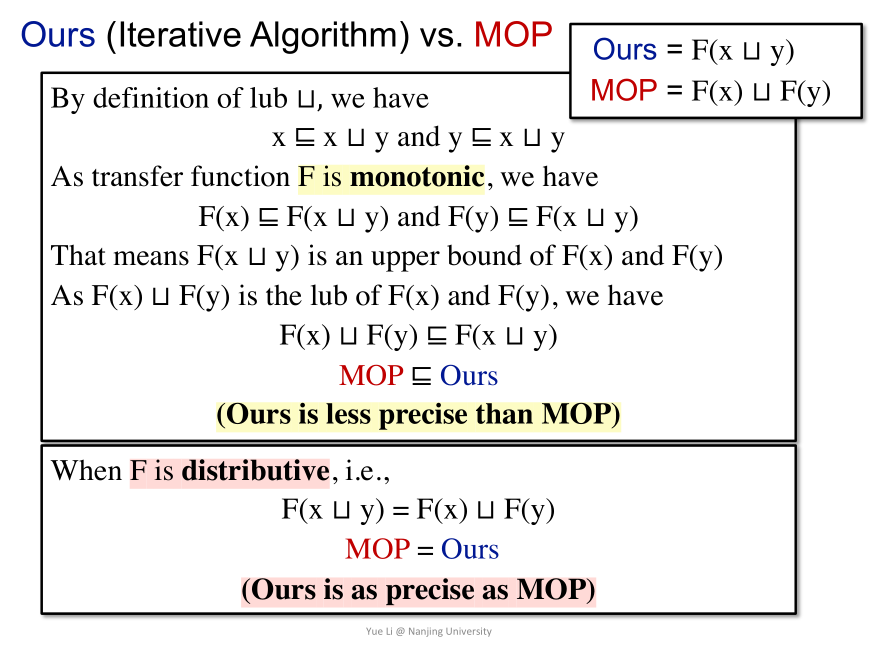 Ours (Iterative Algorithm) vs. MOP
Ours = F(x ⊔ y)
MOP = F(x) ⊔ F(y)
By definition of lub ⊔, we have
x ⊑ x ⊔ y and y ⊑ x ⊔ y
As transfer function F is monotonic, we have
F(x) ⊑ F(x ⊔ y) and F(y) ⊑ F(x ⊔ y)
That means F(x ⊔ y) is an upper bound of F(x) and F(y)
As F(x) ⊔ F(y) is the lub of F(x) and F(y), we have
F(x) ⊔ F(y) ⊑ F(x ⊔ y)
MOP ⊑ Ours
(Ours is less precise than MOP)
When F is distributive, i.e.,
F(x ⊔ y) = F(x) ⊔ F(y)
MOP = Ours
(Ours is as precise as MOP)
Yue Li @ Nanjing University